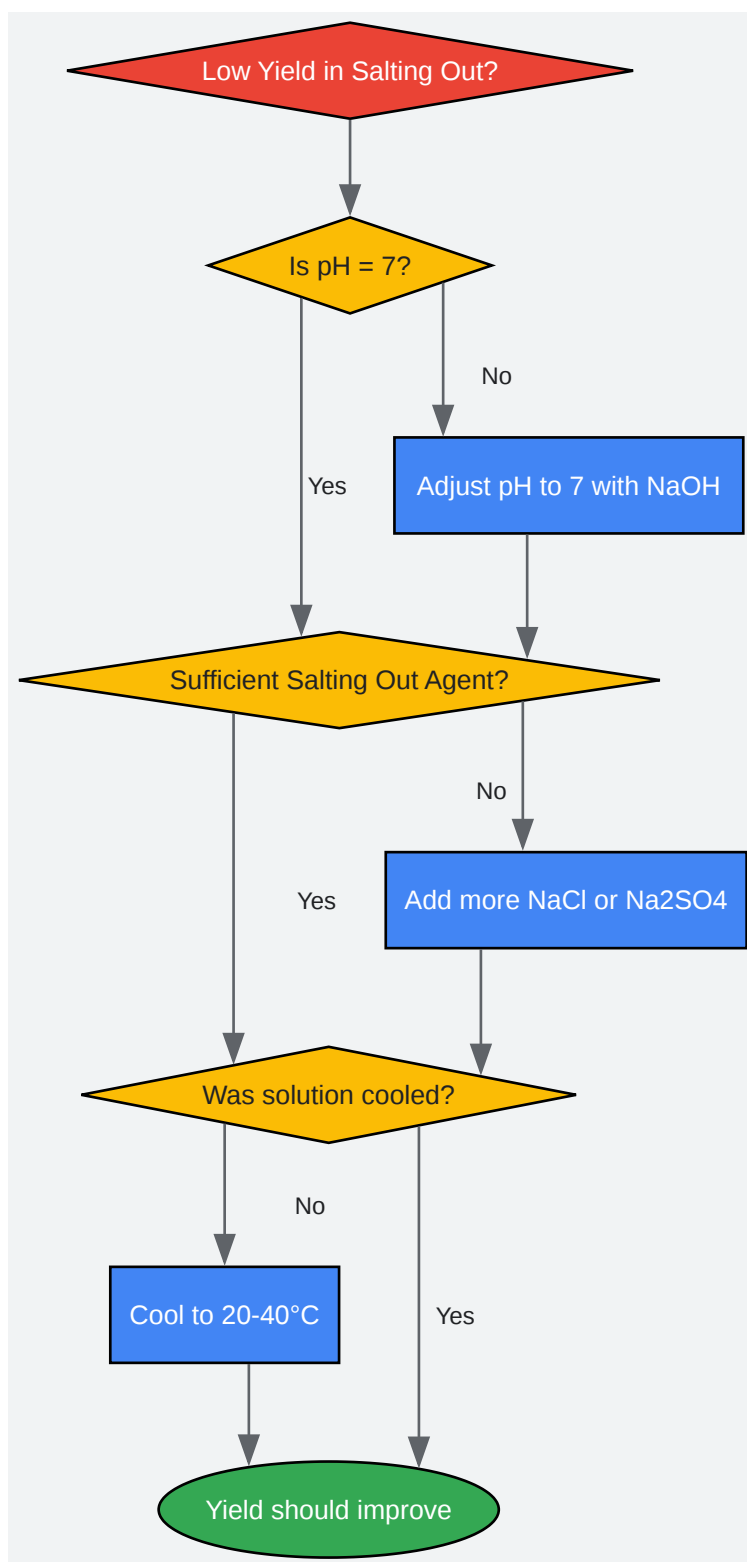 Low Yield in Salting Out?
Is pH = 7?
No
Yes
Adjust pH to 7 with NaOH
Sufficient Salting Out Agent?
No
Yes
Add more NaCl or Na2SO4
Was solution cooled?
No
Cool to 20-40°C
Yes
Yield should improve